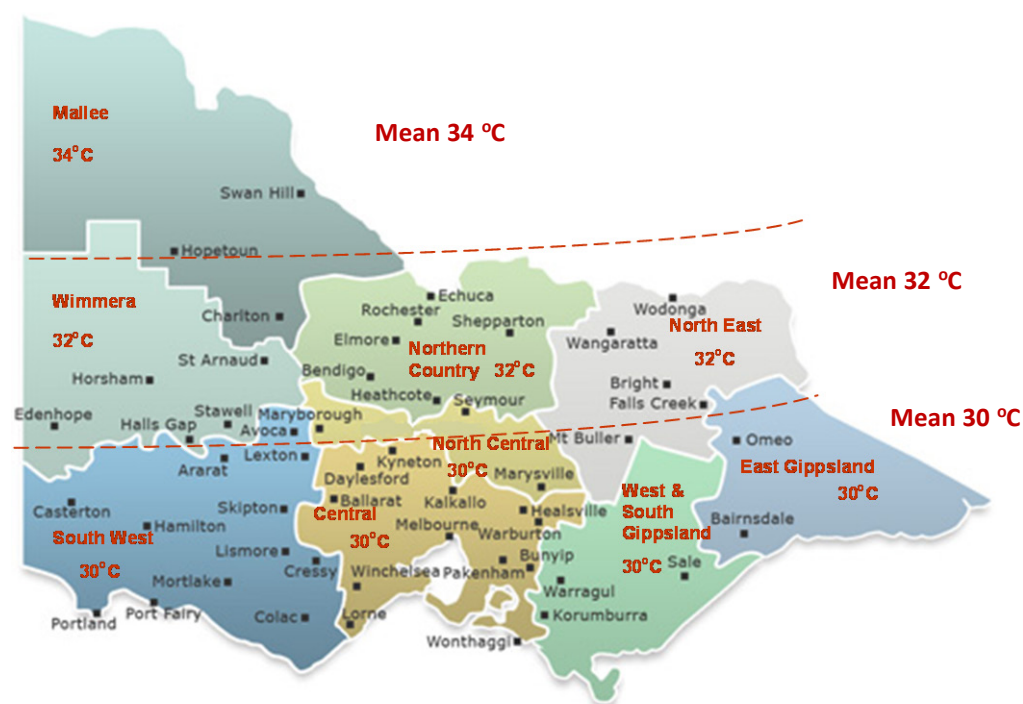 Mallee
34°C
Mean 34 °C
Swan Hill
Hopetoun
Mean 32 °C
Wimmera
32°C
Charlton
St Arnaud
Horsham
Edenhope
Halls Gap
Stawell
Echuca
Rochester
Shepparton
Elmore
Northern
Country 32°C
Bendigo
Heathcote
Wodonga
North East
32°C
Wangaratta
Bright
Falls Creek
Mt Buller
Mean 30 °C
Maryborough
Avoca
Seymour
North Central
30°C
Marysville
Lexton
Ararat
Kyneton
Daylesford
Ballarat
Kalkallo
Central
30°C
Melbourne
Healsville
Warburton
Bunyip
Pakenham
Winchelsea
Lorne
Wonthaggi
Casterton
Hamilton
South West
30°C
Skipton
Lismore
Cressy
Mortlake
Colac
Port Fairy
Portland
West &
South
Gippsland
30°C
Sale
Warragul
Korumburra
Omeo
East Gippsland
30°C
Bairnsdale